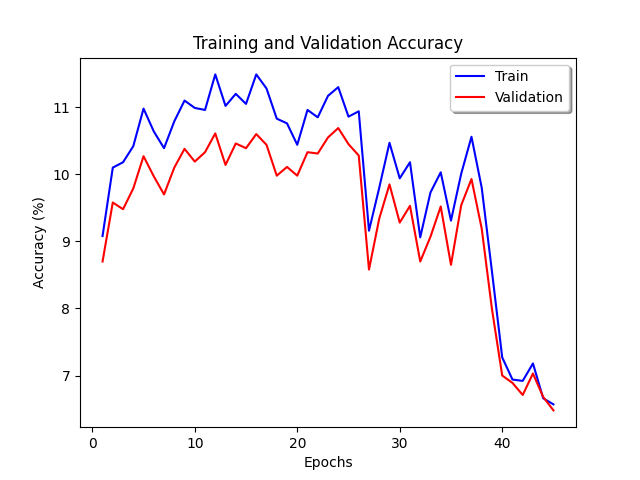 Training and Validation Accuracy
Train
Validation
11
10
9
8
7
Accuracy (%)
0
10
20
30
40
Epochs